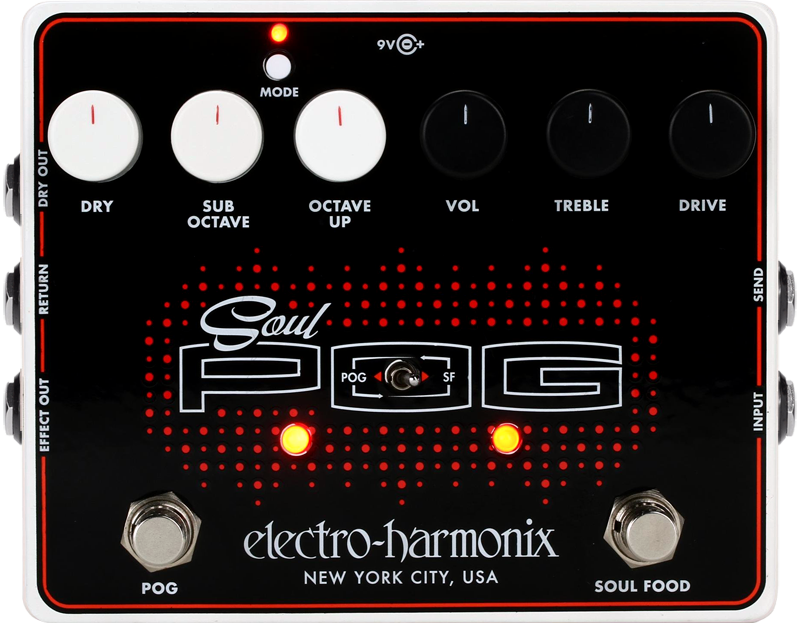 9V +
MODE
DRY
SUB
OCTAVE
OCTAVE
UP
VOL
TREBLE
DRIVE
DRY OUT
RETURN
EFFECT OUT
SEND
INPUT
Soul
POG
POG
SF
electro-harmonix
NEW YORK CITY, USA
POG
SOUL FOOD